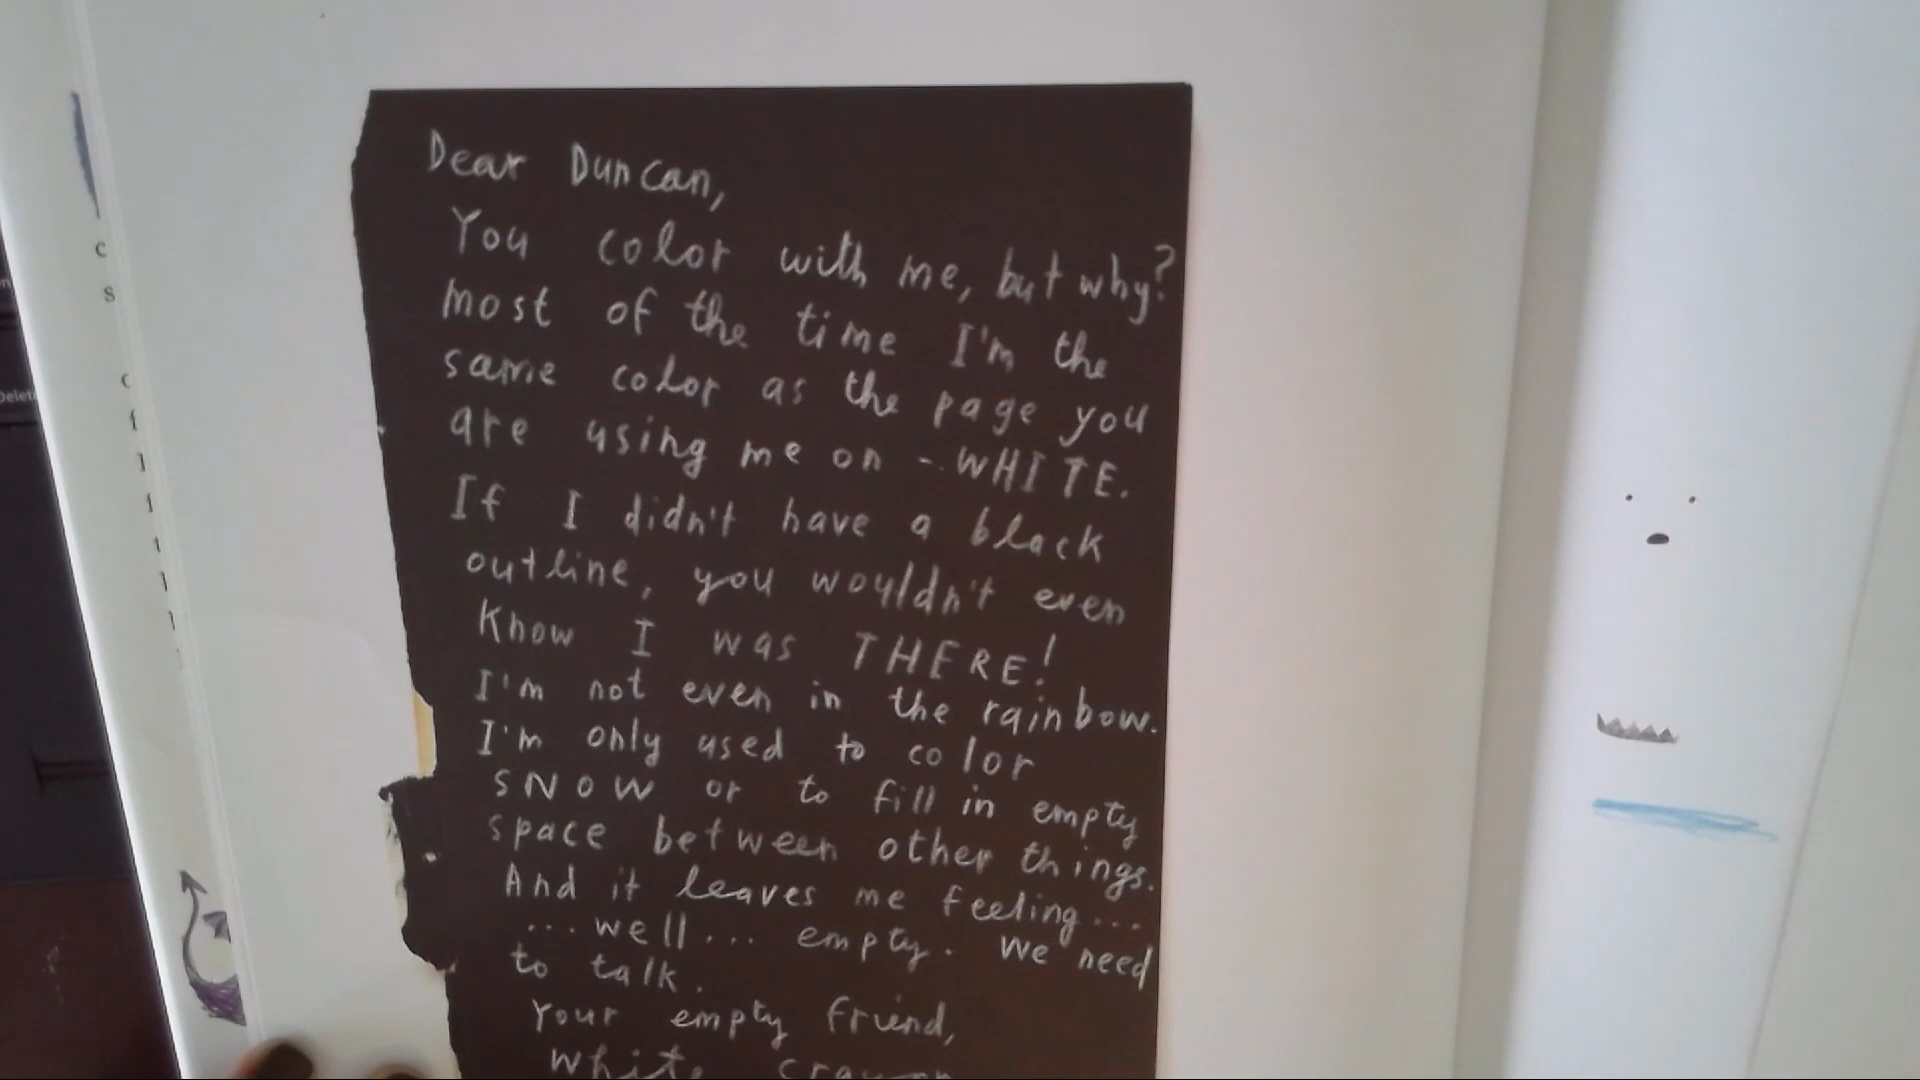 Dear Duncan,
You color with me, but why?
Most of the time I'm the
same color as the page you
are using me on - WHITE.
If I didn't have a black
outline, you wouldn't even
know I was THERE!
I'm not even in the rainbow.
I'm only used to color
SNOW or to fill in empty
space between other things.
And it leaves me feeling....
...well... empty. We need
to talk.
Your empty friend,
White crayon